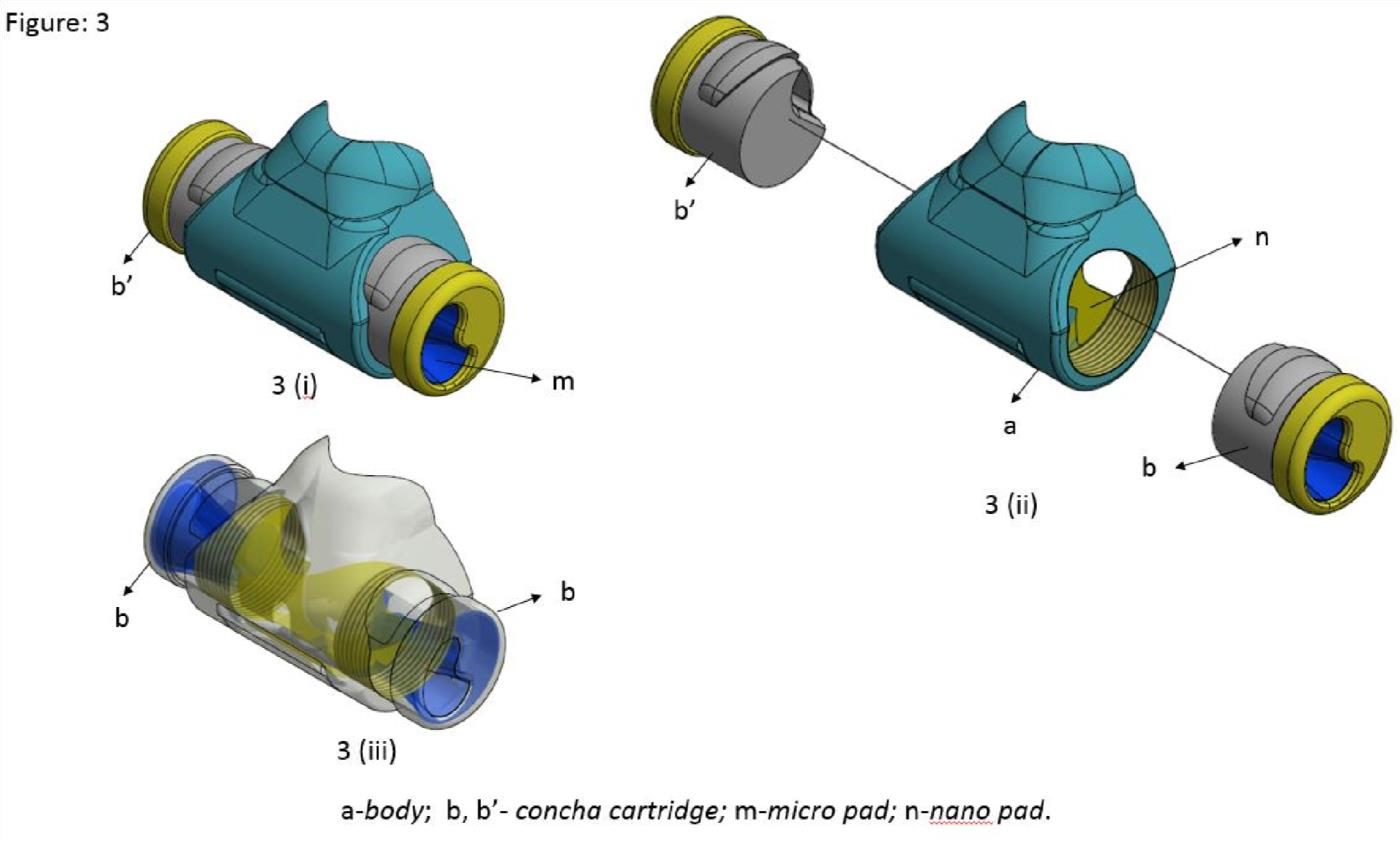 Figure: 3
b’
m
3 (i)
b’
n
a
b
3 (ii)
b
b
3 (iii)
a-body; b, b’- concha cartridge; m-micro pad; n-nano pad.